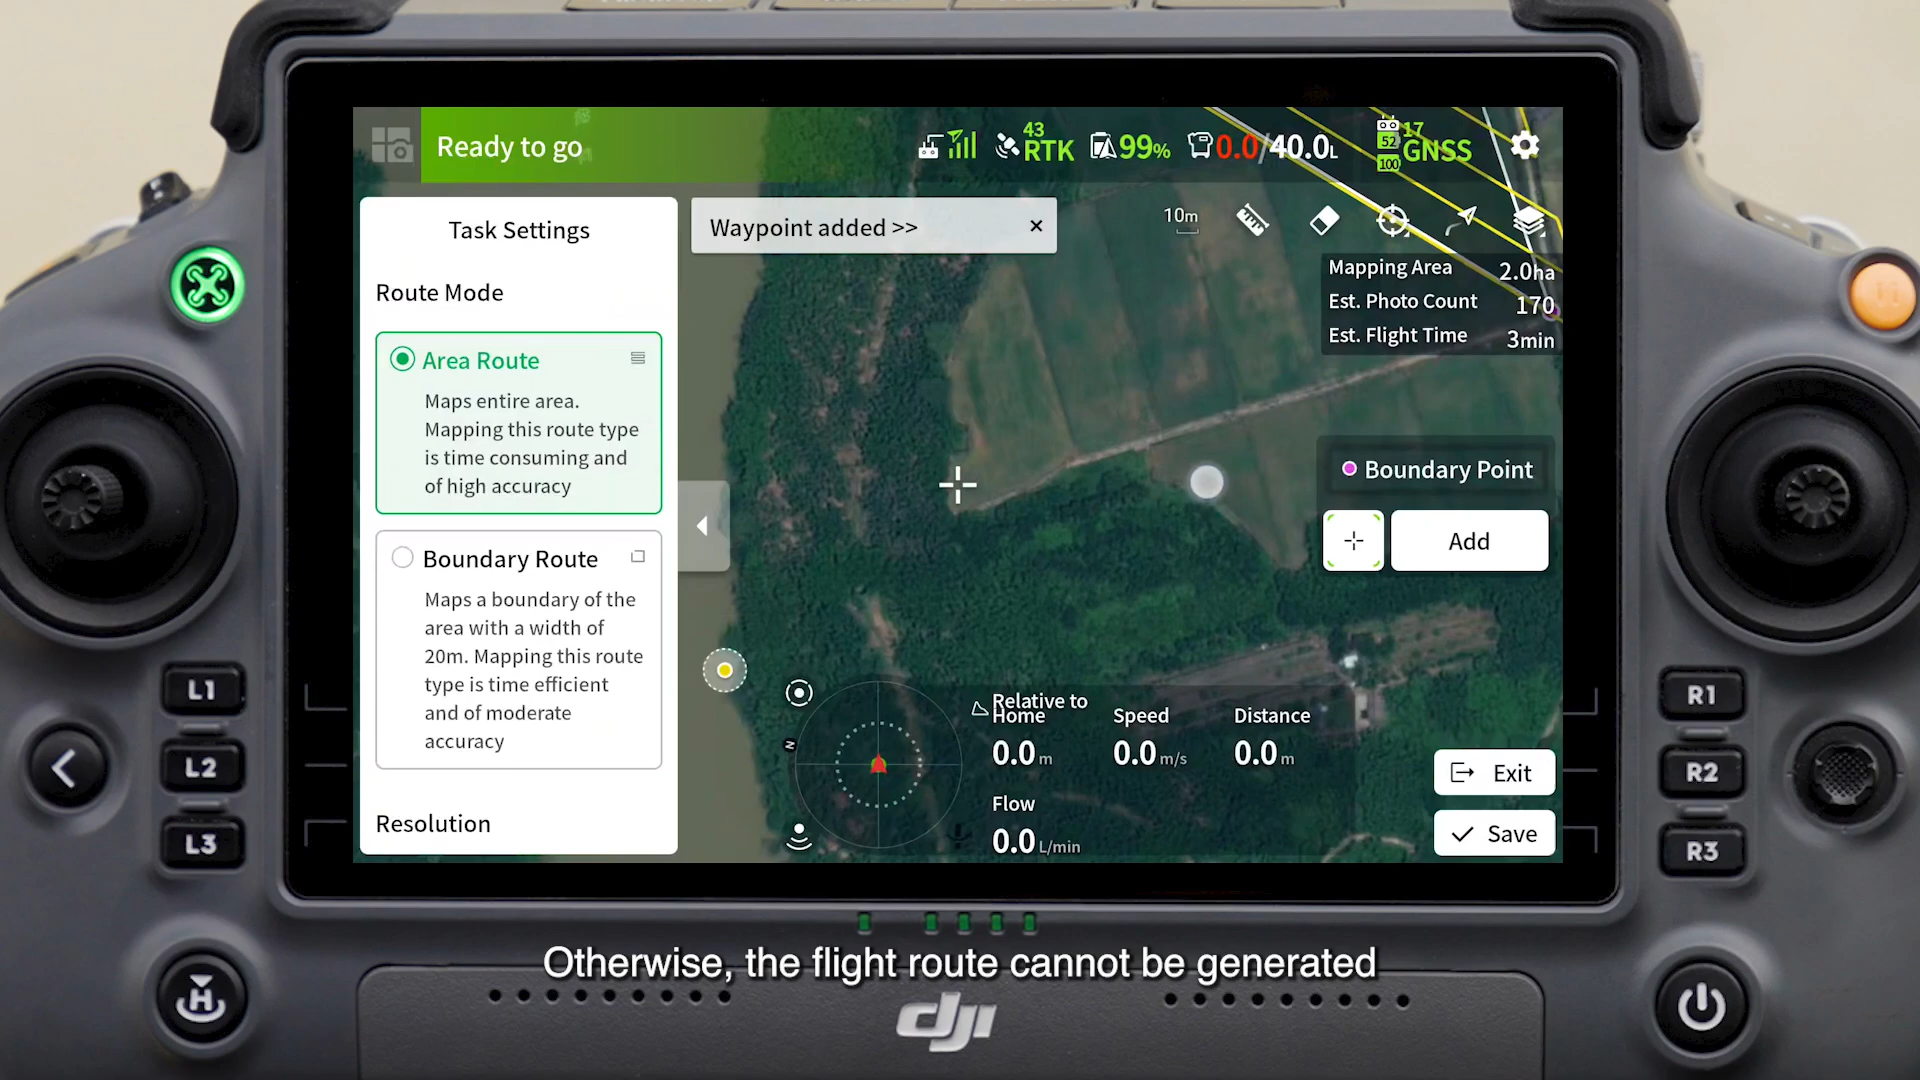 Ready to go
43
RTK
99%
0.0/40.0L
52
100
17
GNSS
Task Settings
Route Mode
Area Route
Maps entire area.
Mapping this route type
is time consuming and
of high accuracy
Boundary Route
Maps a boundary of the
area with a width of
20m. Mapping this route
type is time efficient
and of moderate
accuracy
Resolution
Waypoint added >>
10m
Mapping Area 2.0ha
Est. Photo Count 170
Est. Flight Time 3min
Boundary Point
Add
N
Relative to
Home
0.0 m
Speed
0.0 m/s
Distance
0.0 m
Flow
0.0 L/min
Exit
Save
L1
L2
L3
R1
R2
R3
H
Otherwise, the flight route cannot be generated
dji